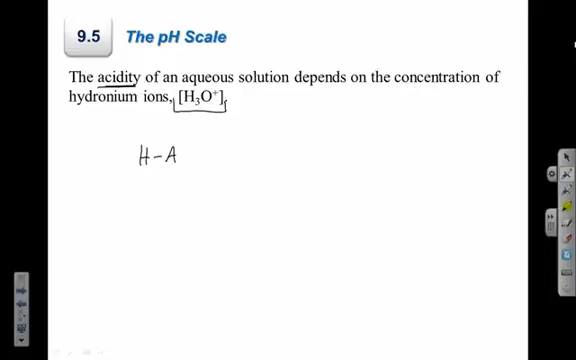 9.5 The pH Scale
The acidity of an aqueous solution depends on the concentration of
hydronium ions, [H₃O⁺].
H-A